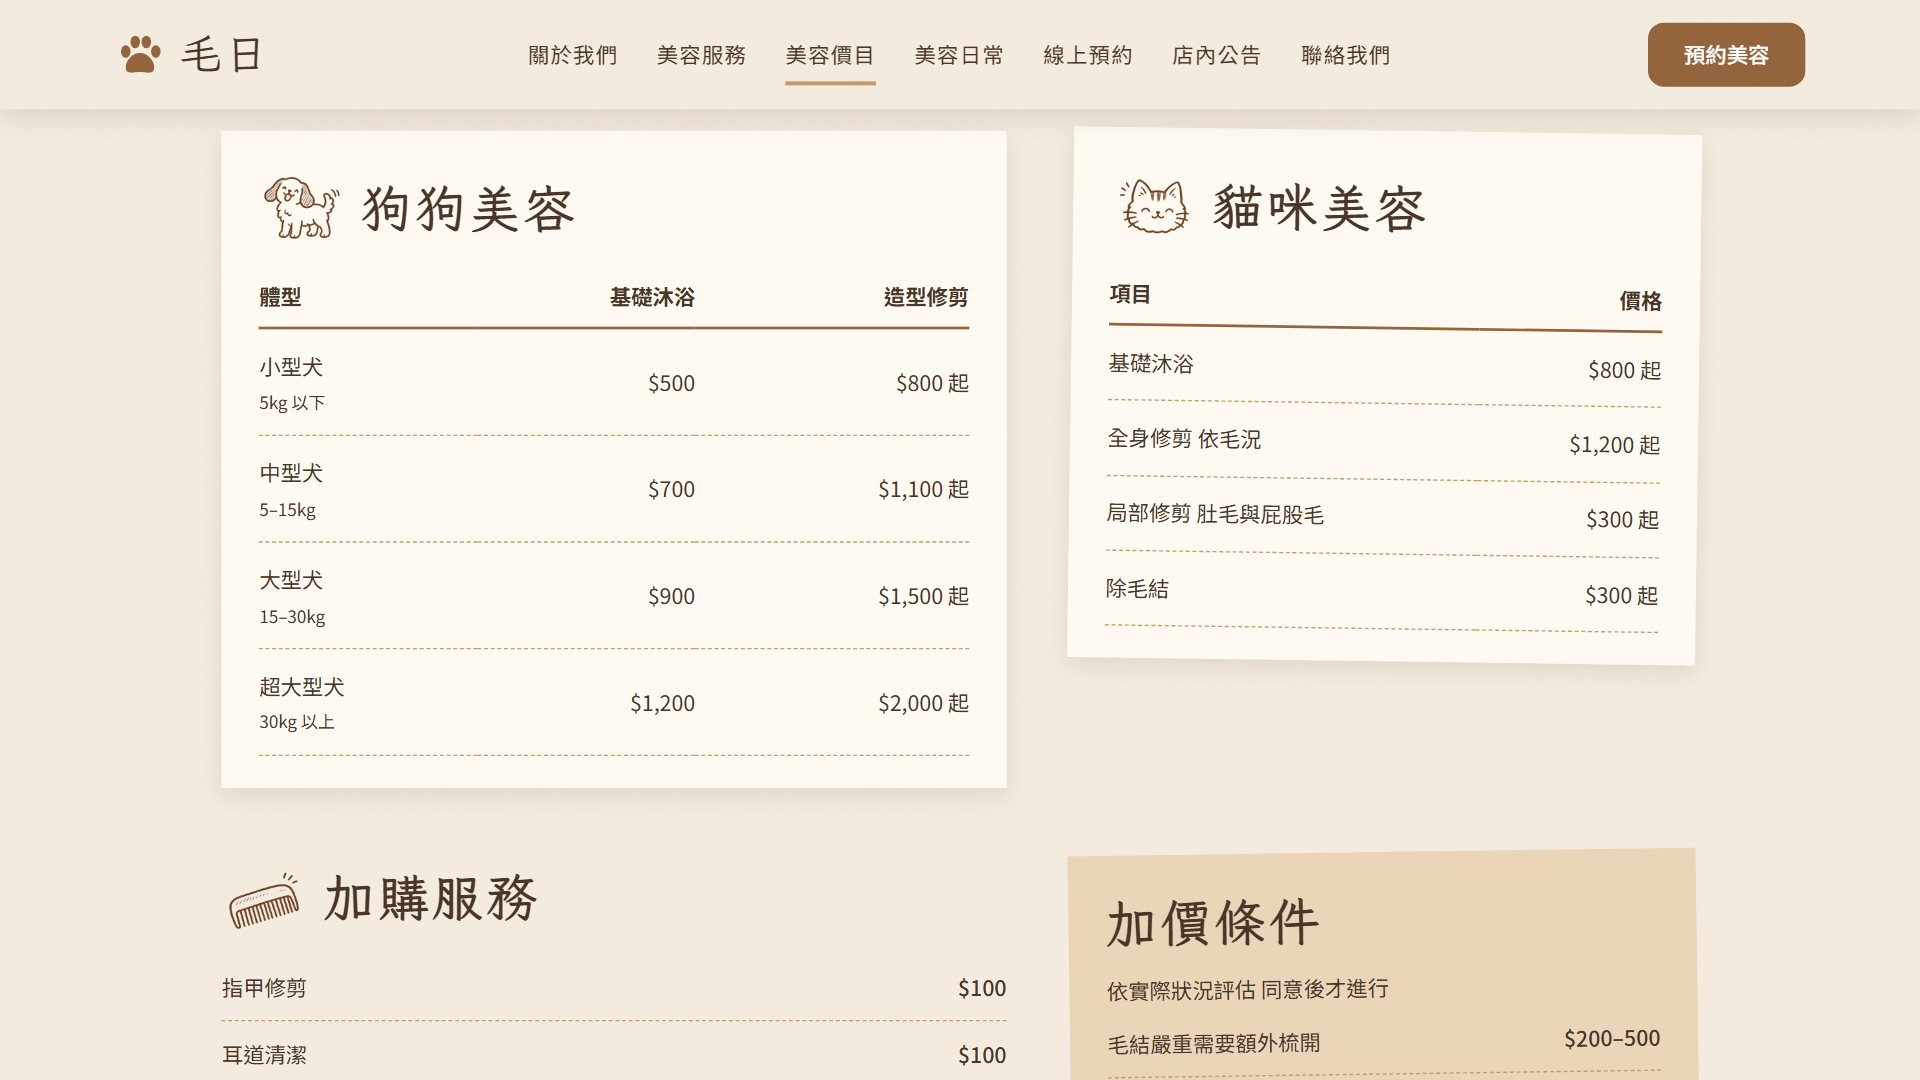 毛日
關於我們 美容服務 美容價目 美容日常 線上預約 店內公告 聯絡我們
預約美容
狗狗美容
體型 基礎沐浴 造型修剪
小型犬 $500 $800 起
5kg 以下
中型犬 $700 $1,100 起
5–15kg
大型犬 $900 $1,500 起
15–30kg
超大型犬 $1,200 $2,000 起
30kg 以上
貓咪美容
項目 價格
基礎沐浴 $800 起
全身修剪 依毛況 $1,200 起
局部修剪 肚毛與屁股毛 $300 起
除毛結 $300 起
加購服務
指甲修剪 $100
耳道清潔 $100
加價條件
依實際狀況評估 同意後才進行
毛結嚴重需要額外梳開 $200–500